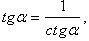 tgα = 1/ctgα,